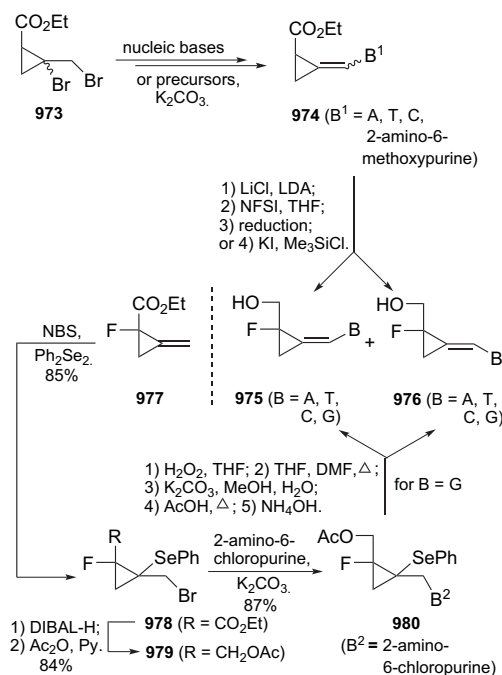 CO₂Et
Br
Br
973
nucleic bases
or precursors,
K₂CO₃.
CO₂Et
B¹
974 (B¹ = A, T, C,
2-amino-6-
methoxypurine)
1) LiCl, LDA;
2) NFSI, THF;
3) reduction;
or 4) KI, Me₃SiCl.
NBS,
Ph₂Se₂.
85%
CO₂Et
F
977
HO
F
B
975
(B = A, T,
C, G)
+
HO
F
B
976 (B = A, T,
C, G)
1) H₂O₂, THF; 2) THF, DMF, △;
3) K₂CO₃, MeOH, H₂O;
4) AcOH, △; 5) NH₄OH.
for B = G
R
F
SePh
Br
2-amino-6-
chloropurine,
K₂CO₃.
87%
AcO
F
SePh
B²
980
(B² = 2-amino-
6-chloropurine)
1) DIBAL-H;
2) Ac₂O, Py.
84%
978 (R = CO₂Et)
979 (R = CH₂OAc)